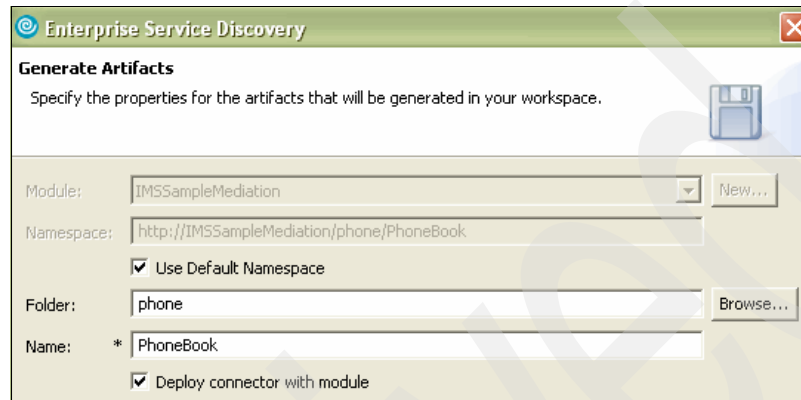 Enterprise Service Discovery
Generate Artifacts
Specify the properties for the artifacts that will be generated in your workspace.
Module: IMSSampleMediation New...
Namespace: http://IMSSampleMediation/phone/PhoneBook
Use Default Namespace
Folder: phone Browse...
Name: * PhoneBook
Deploy connector with module